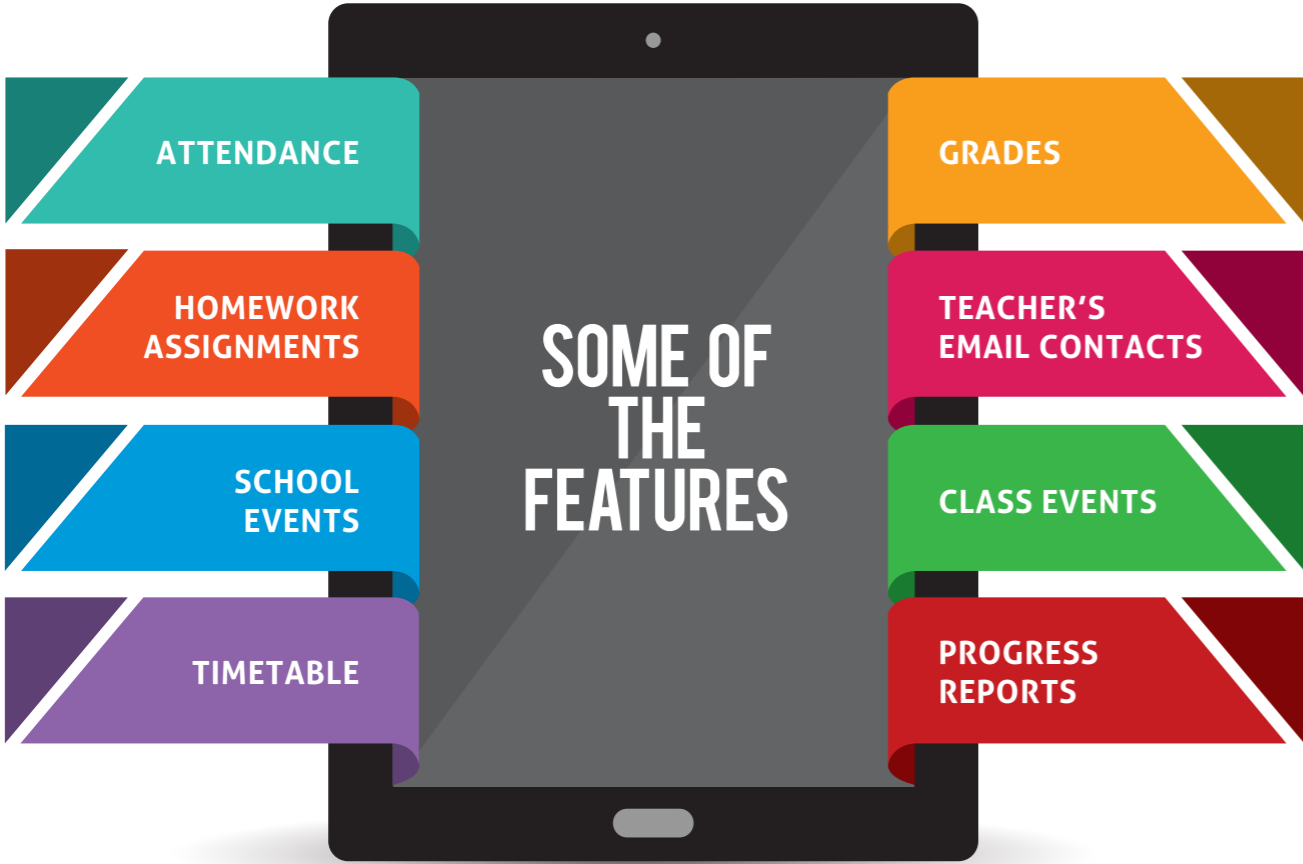 ATTENDANCE
HOMEWORK
ASSIGNMENTS
SCHOOL
EVENTS
TIMETABLE
SOME OF
THE
FEATURES
GRADES
TEACHER'S
EMAIL CONTACTS
CLASS EVENTS
PROGRESS
REPORTS